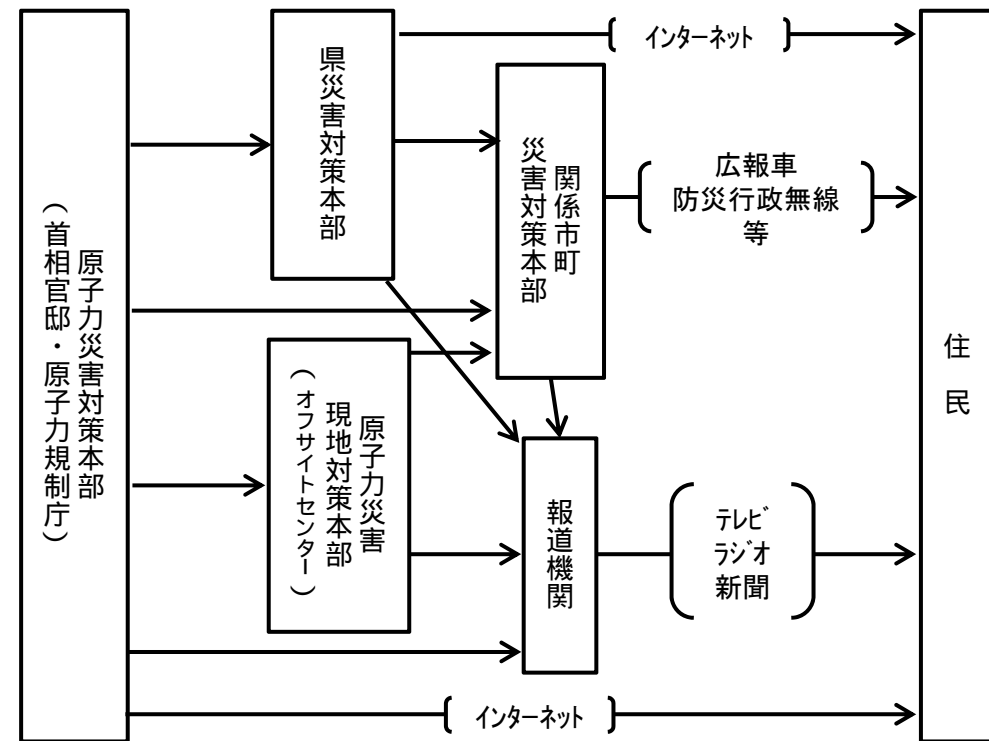 原子力災害対策本部
(首相官邸・原子力規制庁)
県災害対策本部
インターネット
関係市町
災害対策本部
広報車
防災行政無線
等
原子力災害
現地対策本部
(オフサイトセンター)
報道機関
テレビ
ラジオ
新聞
インターネット
住民